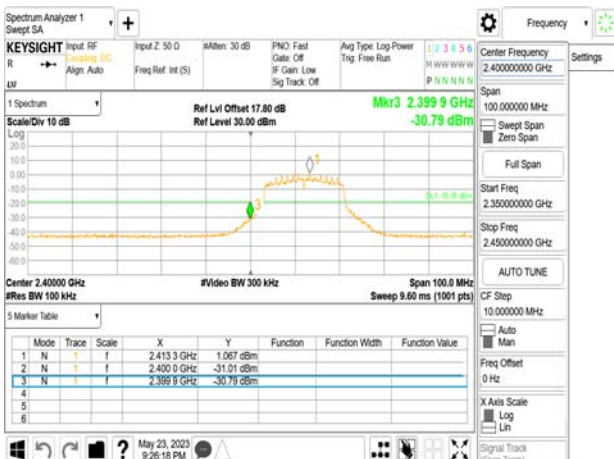 Spectrum Analyzer 1
Swept SA
Frequency
KEYSIGHT
Input: RF
Coupling: DC
Align: Auto
Input Z: 50 Ω
Freq Ref: Int (S)
#Atten: 30 dB
PNO: Fast
Gate: Off
IF Gain: Low
Sig Track: Off
Avg Type: Log-Power
Trig: Free Run
1 2 3 4 5 6
M W W W W W
P N N N N N
R
1 Spectrum
Scale/Div 10 dB
Ref Lvl Offset 17.80 dB
Ref Level 30.00 dBm
Mkr3 2.399 9 GHz
-30.79 dBm
Log
20.0
10.0
0.00
-10.0
-20.0
-30.0
-40.0
-50.0
-60.0
1
3
Center 2.40000 GHz
#Video BW 300 kHz
Span 100.0 MHz
#Res BW 100 kHz
Sweep 9.60 ms (1001 pts)
5 Marker Table
Mode Trace Scale X Y Function Function Width Function Value
1 N 1 f 2.413 3 GHz 1.067 dBm
2 N 1 f 2.400 0 GHz -31.01 dBm
3 N 1 f 2.399 9 GHz -30.79 dBm
4
5
6
May 23, 2023
9:26:18 PM
Center Frequency
2.400000000 GHz
Settings
Span
100.000000 MHz
Swept Span
Zero Span
Full Span
Start Freq
2.350000000 GHz
Stop Freq
2.450000000 GHz
AUTO TUNE
CF Step
10.000000 MHz
Auto
Man
Freq Offset
0 Hz
X Axis Scale
Log
Lin
Signal Track